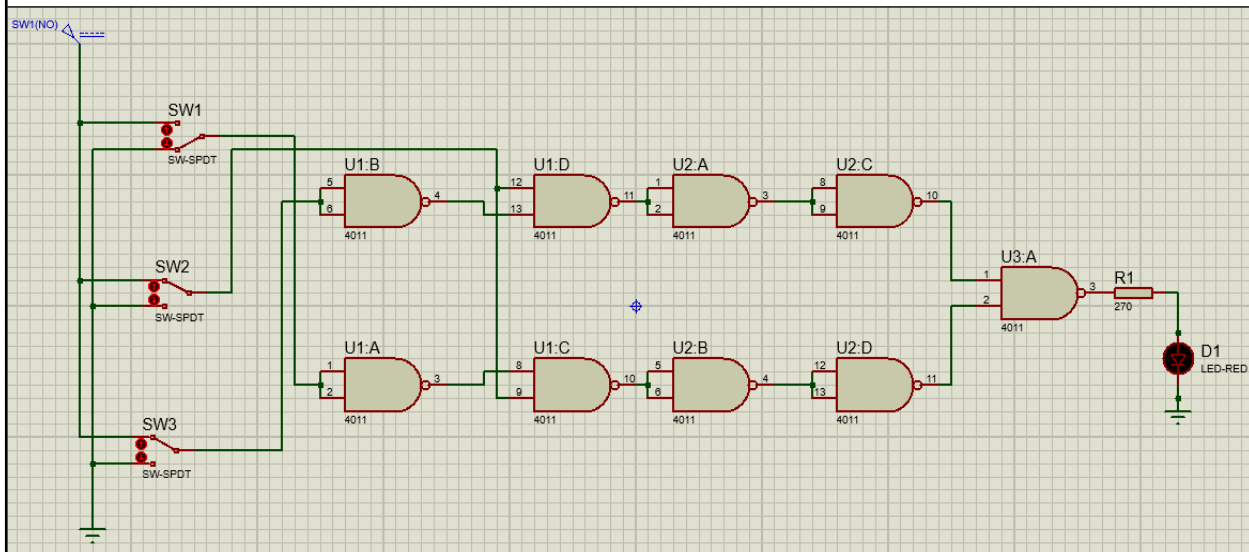 SW1(NO)
SW1
SW-SPDT
SW2
SW-SPDT
SW3
SW-SPDT
U1:B
5
6
4
4011
U1:D
12
13
11
4011
U2:A
1
2
3
4011
U2:C
8
9
10
4011
U1:A
1
2
3
4011
U1:C
8
9
10
4011
U2:B
5
6
4
4011
U2:D
12
13
11
4011
U3:A
1
2
3
4011
R1
270
D1
LED-RED